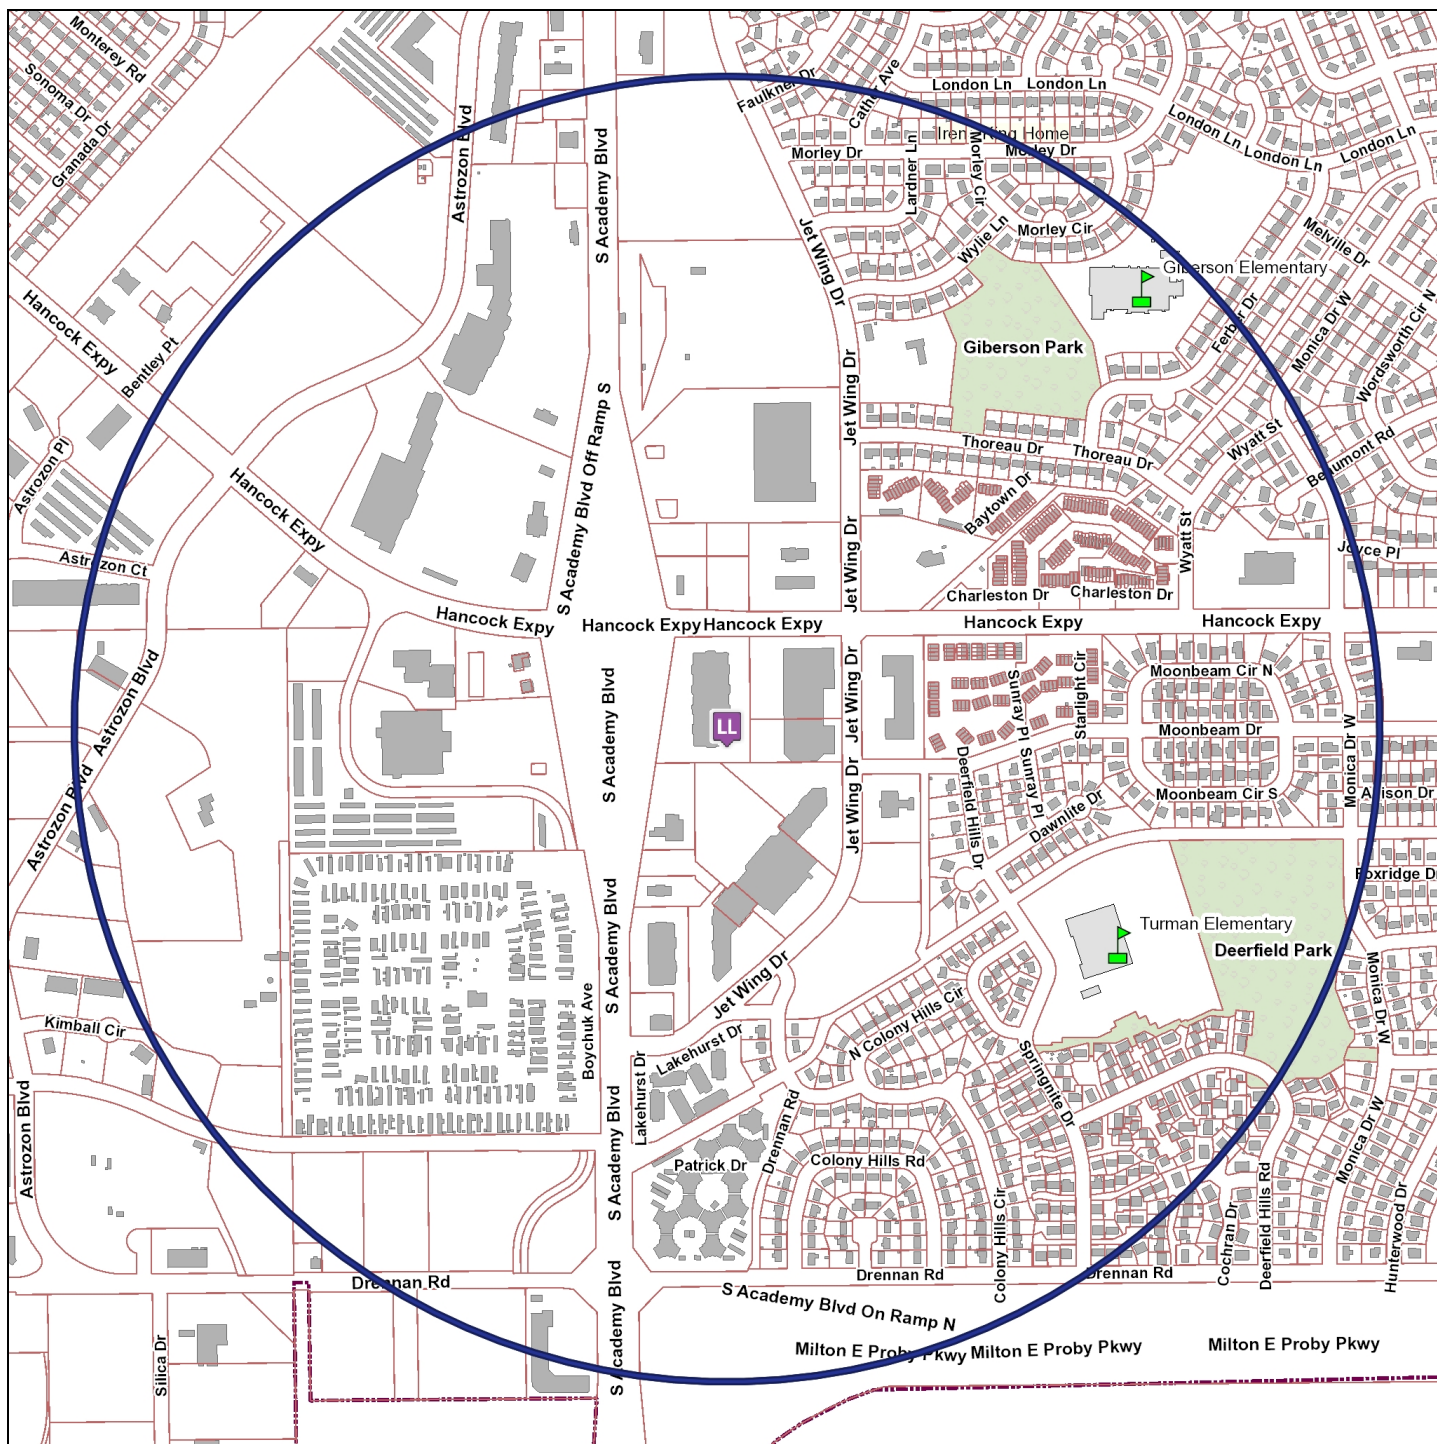 Monterey Rd
Sonoma Dr
Granada Dr
Astrozon Blvd
S Academy Blvd
Faulkner Dr
Cather Ave
London Ln
London Ln
London Ln
London Ln
London Ln
Irene King Home
Morley Dr
Morley Dr
Lardner Ln
Morley Cir
Morley Cir
Wylie Ln
Jet Wing Dr
Melville Dr
Giberson Elementary
Giberson Park
Ferber Dr
Monica Dr W
Wordsworth Cir N
Hancock Expy
Bentley Pt
Astrozon Pl
Hancock Expy
S Academy Blvd Off Ramp S
Jet Wing Dr
Thoreau Dr
Thoreau Dr
Wyatt St
Beaumont Rd
Baytown Dr
Wyatt St
Joyce Pl
Astrozon Ct
Jet Wing Dr
Charleston Dr
Charleston Dr
Hancock Expy
Hancock Expy
Hancock Expy
Hancock Expy
Hancock Expy
Astrozon Blvd
S Academy Blvd
LL
Jet Wing Dr
Sunray Pl
Starlight Cir
Moonbeam Cir N
Moonbeam Dr
Moonbeam Cir S
Monica Dr W
Astrozon Blvd
Jet Wing Dr
Deerfield Hills Dr
Sunray Pl
Dawnlite Dr
Alison Dr
Foxridge Dr
S Academy Blvd
Turman Elementary
Deerfield Park
Jet Wing Dr
Monica Dr W
Kimball Cir
Boychuk Ave
Lakehurst Dr
Lakehurst Dr
N Colony Hills Cir
Springnite Dr
Astrozon Blvd
S Academy Blvd
Drennan Rd
Patrick Dr
Colony Hills Rd
Colony Hills Cir
Monica Dr W
Cochran Dr
Deerfield Hills Rd
Hunterwood Dr
Drennan Rd
Drennan Rd
Drennan Rd
S Academy Blvd
S Academy Blvd On Ramp N
Silica Dr
Milton E Proby Pkwy
Milton E Proby Pkwy
Milton E Proby Pkwy